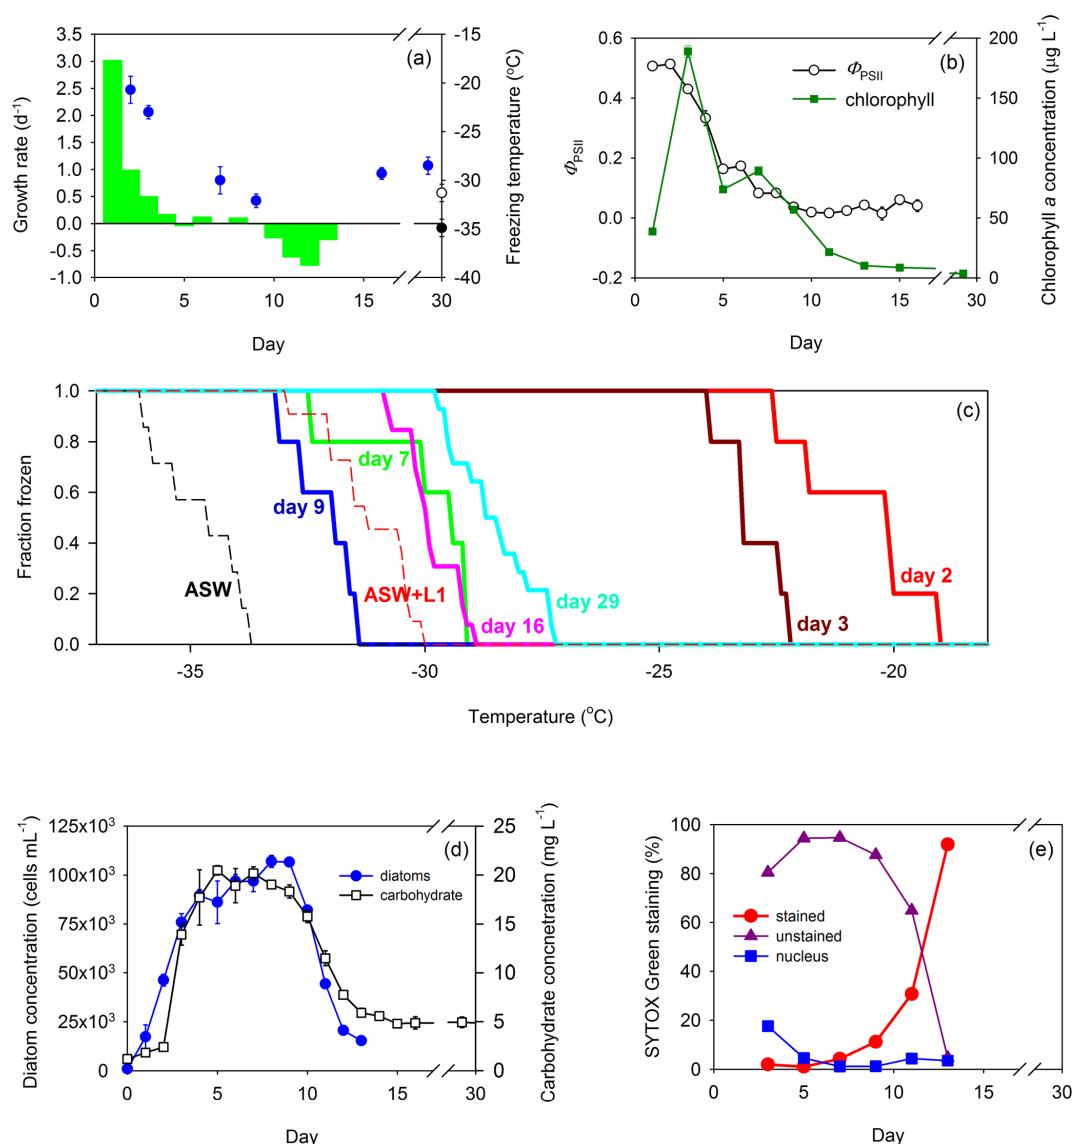 (a)
Growth rate (d-1)
3.5
3.0
2.5
2.0
1.5
1.0
0.5
0.0
-0.5
-1.0
-15
-20
-25
-30
-35
-40
Freezing temperature (oC)
0 5 10 15 30
Day
(b)
ΦPSII
0.6
0.4
0.2
0.0
-0.2
ΦPSII
chlorophyll
200
150
100
50
0
Chlorophyll a concentration (µg L-1)
0 5 10 15 30
Day
(c)
Fraction frozen
1.0
0.8
0.6
0.4
0.2
0.0
ASW
day 9
ASW+L1
day 7
day 16
day 29
day 3
day 2
-35 -30 -25 -20
Temperature (oC)
(d)
Diatom concentration (cells mL-1)
125x103
100x103
75x103
50x103
25x103
0
diatoms
carbohydrate
25
20
15
10
5
0
Carbohydrate concnetration (mg L-1)
5 10 15 30
Day
(e)
SYTOX Green staining (%)
100
80
60
40
20
0
stained
unstained
nucleus
0 5 10 15 30
Day